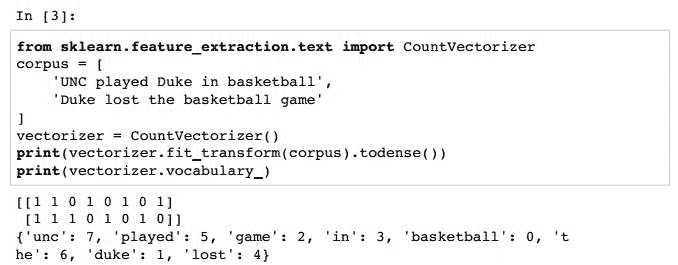 In [3]:
from sklearn.feature_extraction.text import CountVectorizer
corpus = [
    'UNC played Duke in basketball',
    'Duke lost the basketball game'
]
vectorizer = CountVectorizer()
print(vectorizer.fit_transform(corpus).todense())
print(vectorizer.vocabulary_)
[[1 1 0 1 0 1 0 1]
 [1 1 1 0 1 0 1 0]]
{'unc': 7, 'played': 5, 'game': 2, 'in': 3, 'basketball': 0, 't
he': 6, 'duke': 1, 'lost': 4}